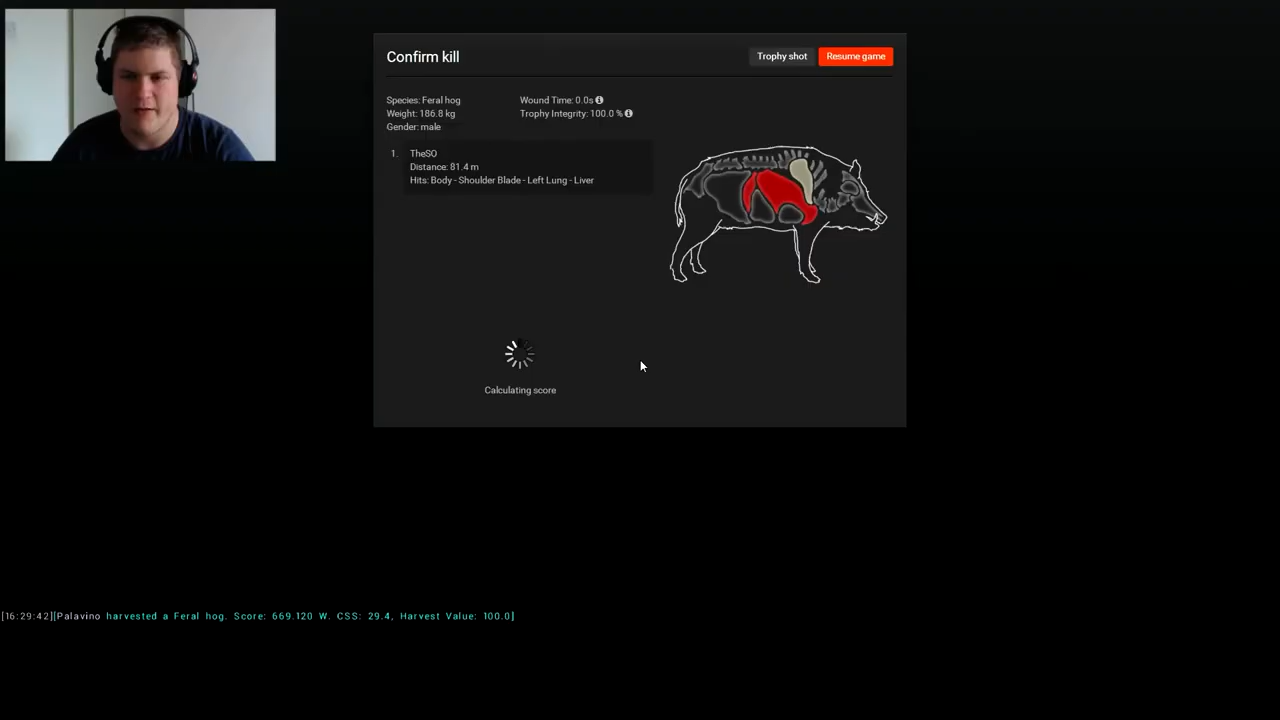 Confirm kill
Trophy shot
Resume game
Species: Feral hog
Weight: 186.8 kg
Gender: male
Wound Time: 0.0s
Trophy Integrity: 100.0 %
1.
TheSO
Distance: 81.4 m
Hits: Body - Shoulder Blade - Left Lung - Liver
Calculating score
[16:29:42][Palavino harvested a Feral hog. Score: 669.120 W. CSS: 29.4, Harvest Value: 100.0]